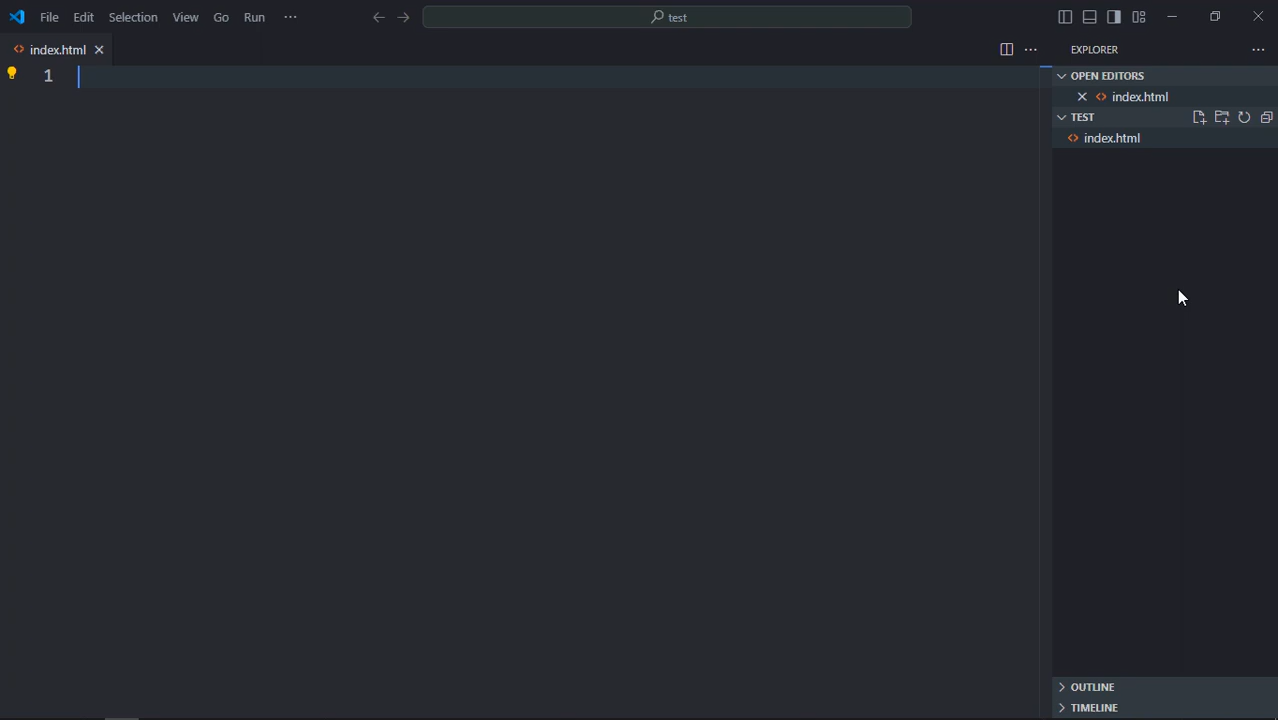 File Edit Selection View Go Run ···
test
index.html
EXPLORER
1
OPEN EDITORS
index.html
TEST
index.html
OUTLINE
TIMELINE